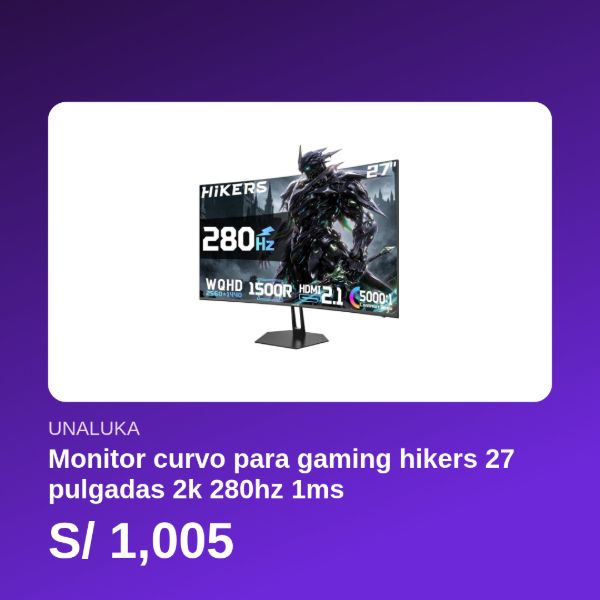 HiKERS
27"
280Hz
WQHD
2560×1440
1500R
HDMI
2.1
5000:1
UNALUKA
Monitor curvo para gaming hikers 27
pulgadas 2k 280hz 1ms
S/ 1,005